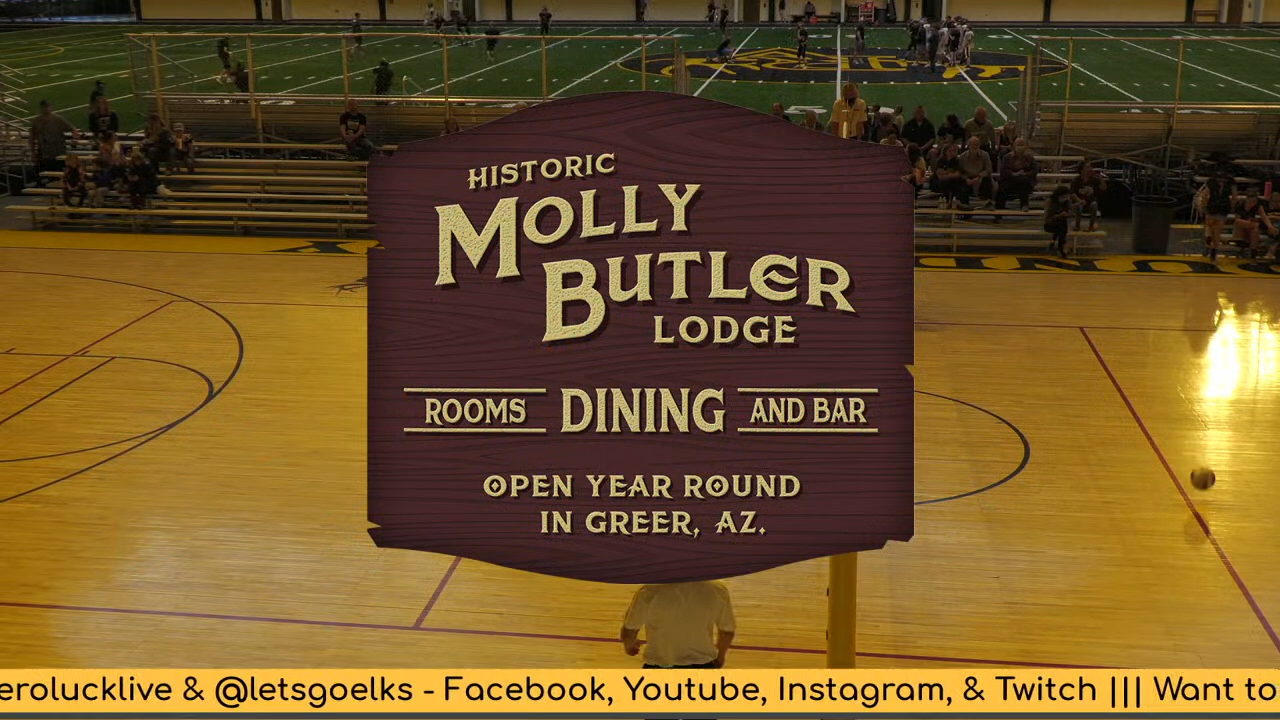 HISTORIC
MOLLY
BUTLER
LODGE
ROOMS DINING AND BAR
OPEN YEAR ROUND
IN GREER, AZ.
erolucklive & @letsgoelks - Facebook, Youtube, Instagram, & Twitch ||| Want to